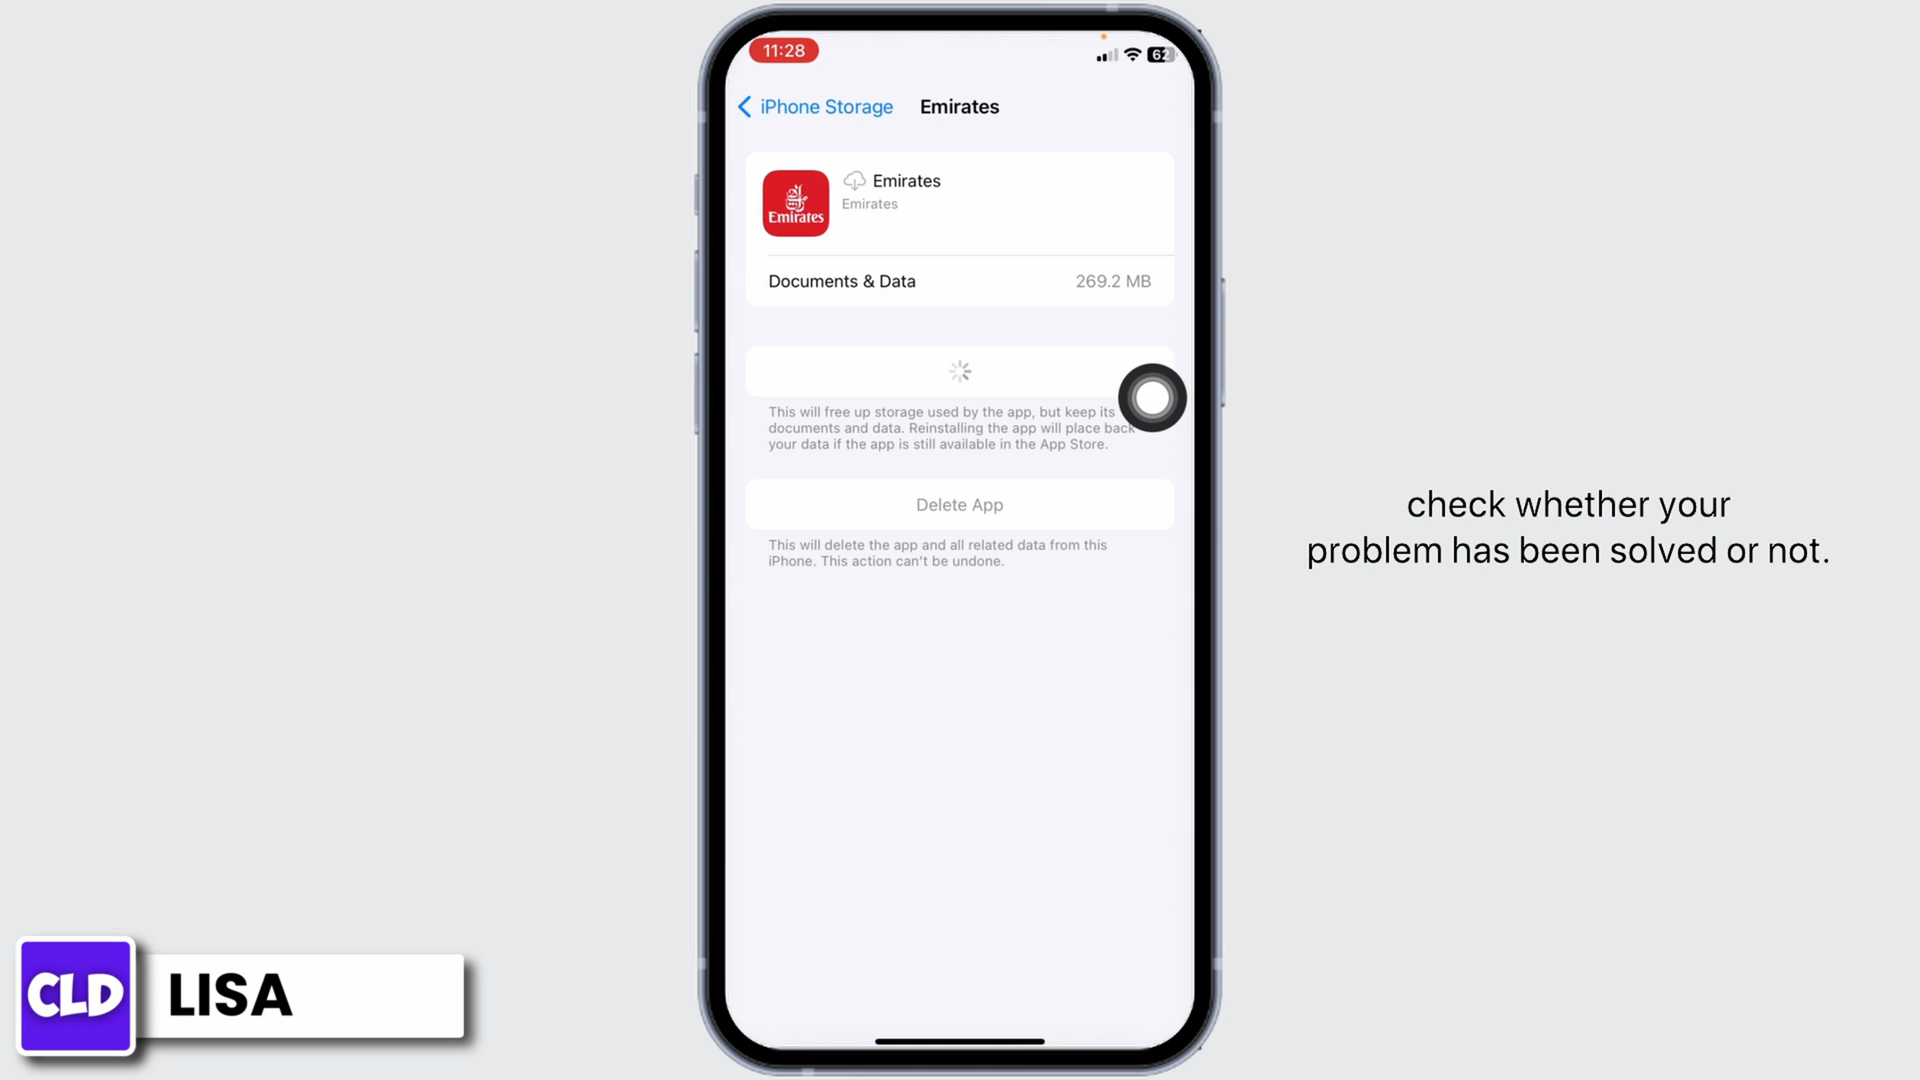 11:28
62
iPhone Storage
Emirates
Emirates
Emirates
Emirates
Documents & Data
269.2 MB
This will free up storage used by the app, but keep its
documents and data. Reinstalling the app will place back
your data if the app is still available in the App Store.
Delete App
This will delete the app and all related data from this
iPhone. This action can't be undone.
check whether your
problem has been solved or not.
CLD
LISA